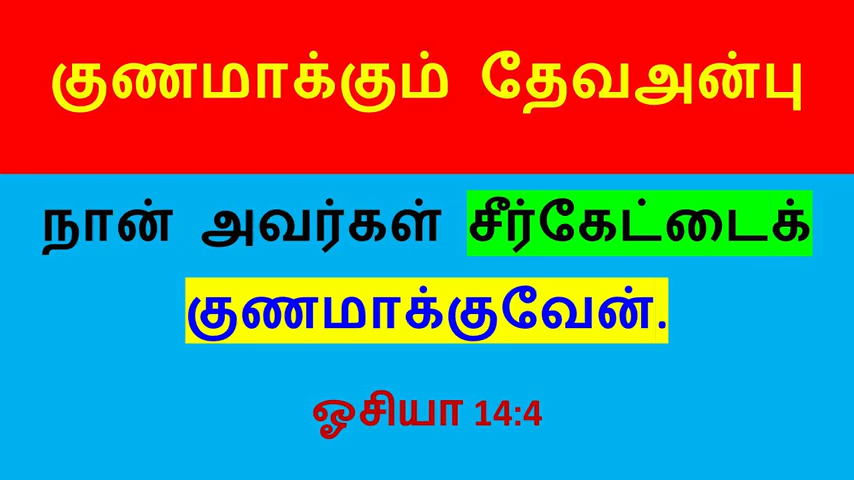 குணமாக்கும் தேவஅன்பு
நான் அவர்கள் சீர்கேட்டைக்
குணமாக்குவேன்.
ஓசியா 14:4